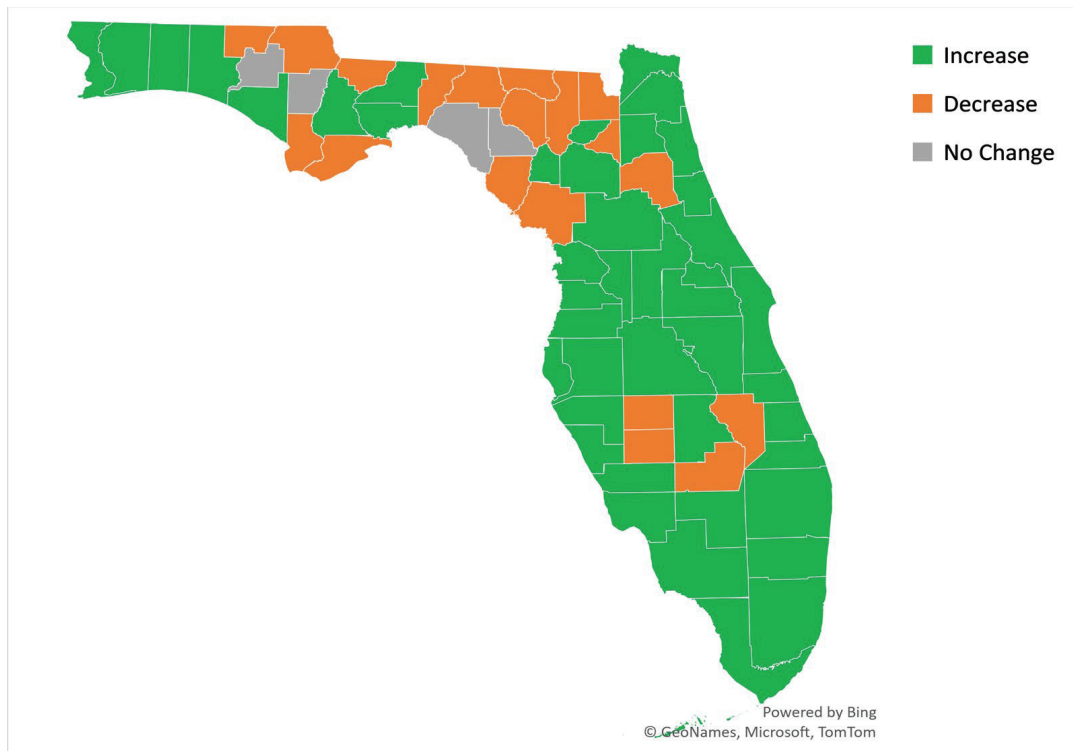 Increase
Decrease
No Change
Powered by Bing
© GeoNames, Microsoft, TomTom